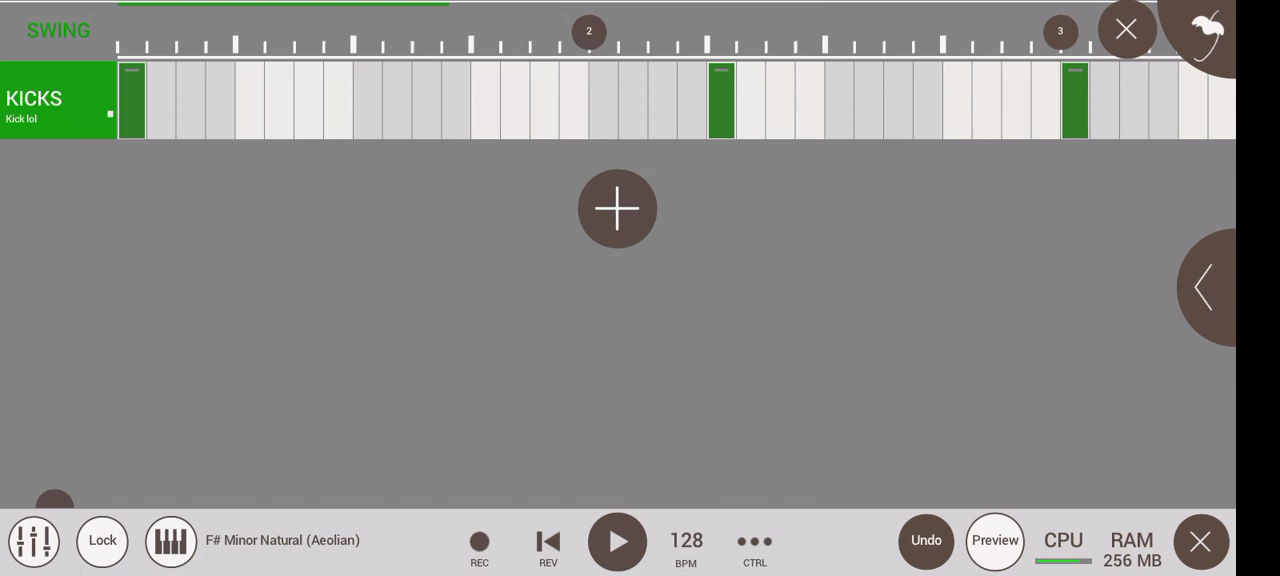 SWING
2
3
KICKS
Kick lol
Lock
F# Minor Natural (Aeolian)
REC
REV
128
BPM
CTRL
Undo
Preview
CPU
RAM
256 MB